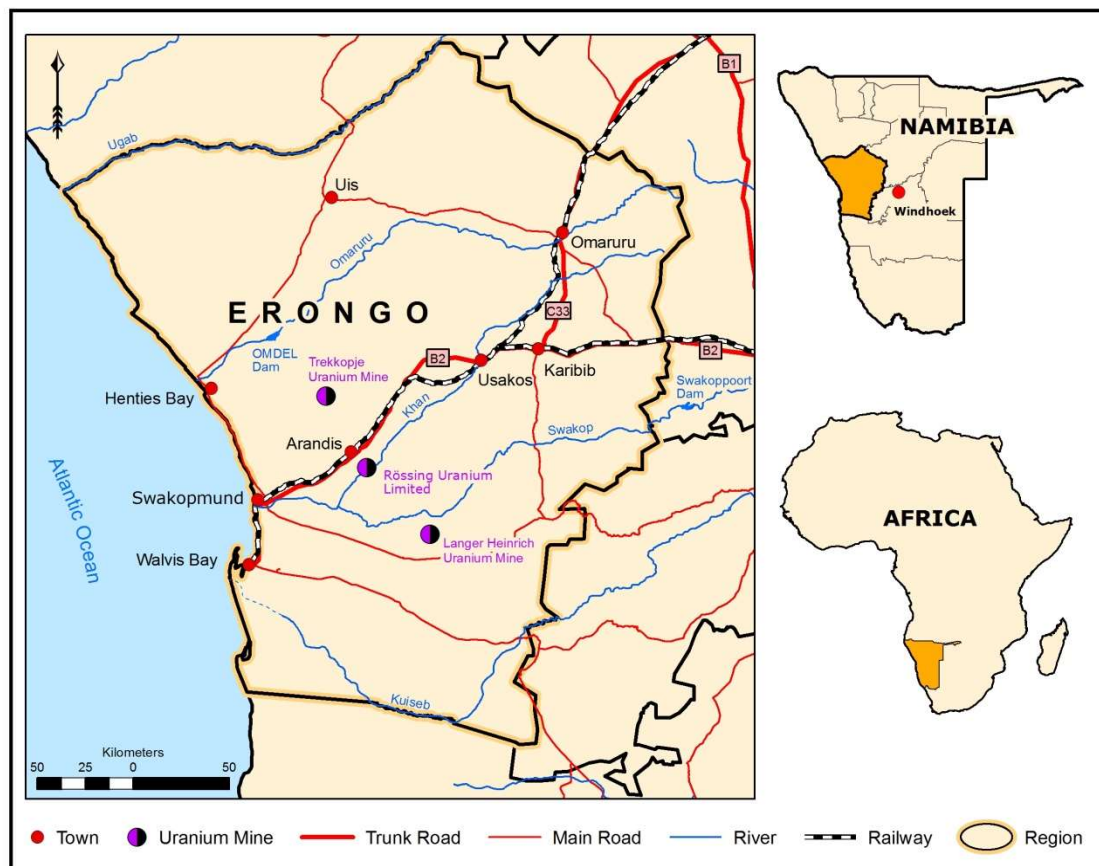 B1
Ugab
Uis
Omaruru
Omaruru
ERONGO
C33
OMDEL
Dam
Trekkopje
Uranium Mine
B2
B2
Usakos
Karibib
Henties Bay
Khan
Swakoppoort
Dam
Swakop
Arandis
Rössing Uranium
Limited
Swakopmund
Langer Heinrich
Uranium Mine
Walvis Bay
Atlantic Ocean
Kuiseb
Kilometers
50 25 0 50
NAMIBIA
Windhoek
AFRICA
Town
Uranium Mine
Trunk Road
Main Road
River
Railway
Region